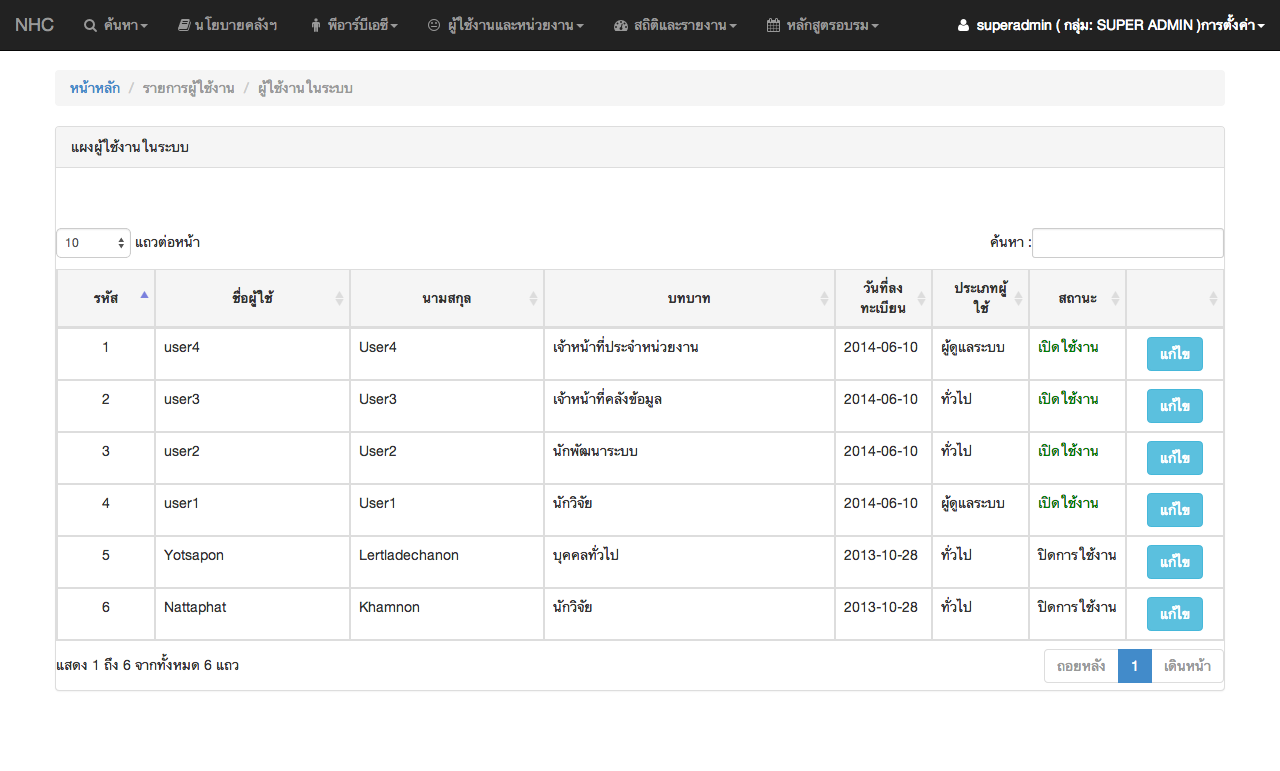 NHC ค้นหา นโยบายคลังฯ พีอาร์บีเอซี ผู้ใช้งานและหน่วยงาน สถิติและรายงาน หลักสูตรอบรม superadmin ( กลุ่ม: SUPER ADMIN )การตั้งค่า
หน้าหลัก / รายการผู้ใช้งาน / ผู้ใช้งานในระบบ
แผงผู้ใช้งานในระบบ
10 แถวต่อหน้า ค้นหา :
รหัส ชื่อผู้ใช้ นามสกุล บทบาท วันที่ลงทะเบียน ประเภทผู้ใช้ สถานะ
1 user4 User4 เจ้าหน้าที่ประจำหน่วยงาน 2014-06-10 ผู้ดูแลระบบ เปิดใช้งาน แก้ไข
2 user3 User3 เจ้าหน้าที่คลังข้อมูล 2014-06-10 ทั่วไป เปิดใช้งาน แก้ไข
3 user2 User2 นักพัฒนาระบบ 2014-06-10 ทั่วไป เปิดใช้งาน แก้ไข
4 user1 User1 นักวิจัย 2014-06-10 ผู้ดูแลระบบ เปิดใช้งาน แก้ไข
5 Yotsapon Lertladechanon บุคคลทั่วไป 2013-10-28 ทั่วไป ปิดการใช้งาน แก้ไข
6 Nattaphat Khamnon นักวิจัย 2013-10-28 ทั่วไป ปิดการใช้งาน แก้ไข
แสดง 1 ถึง 6 จากทั้งหมด 6 แถว ถอยหลัง 1 เดินหน้า